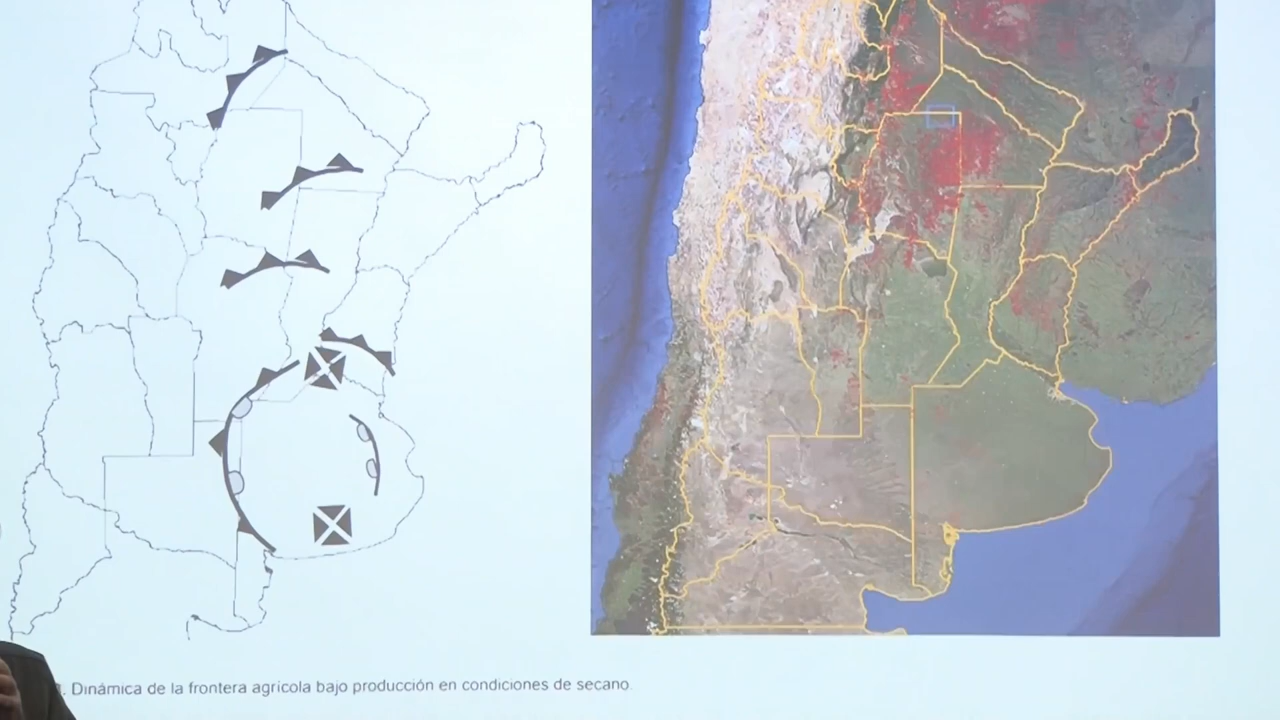 . Dinámica de la frontera agrícola bajo producción en condiciones de secano.